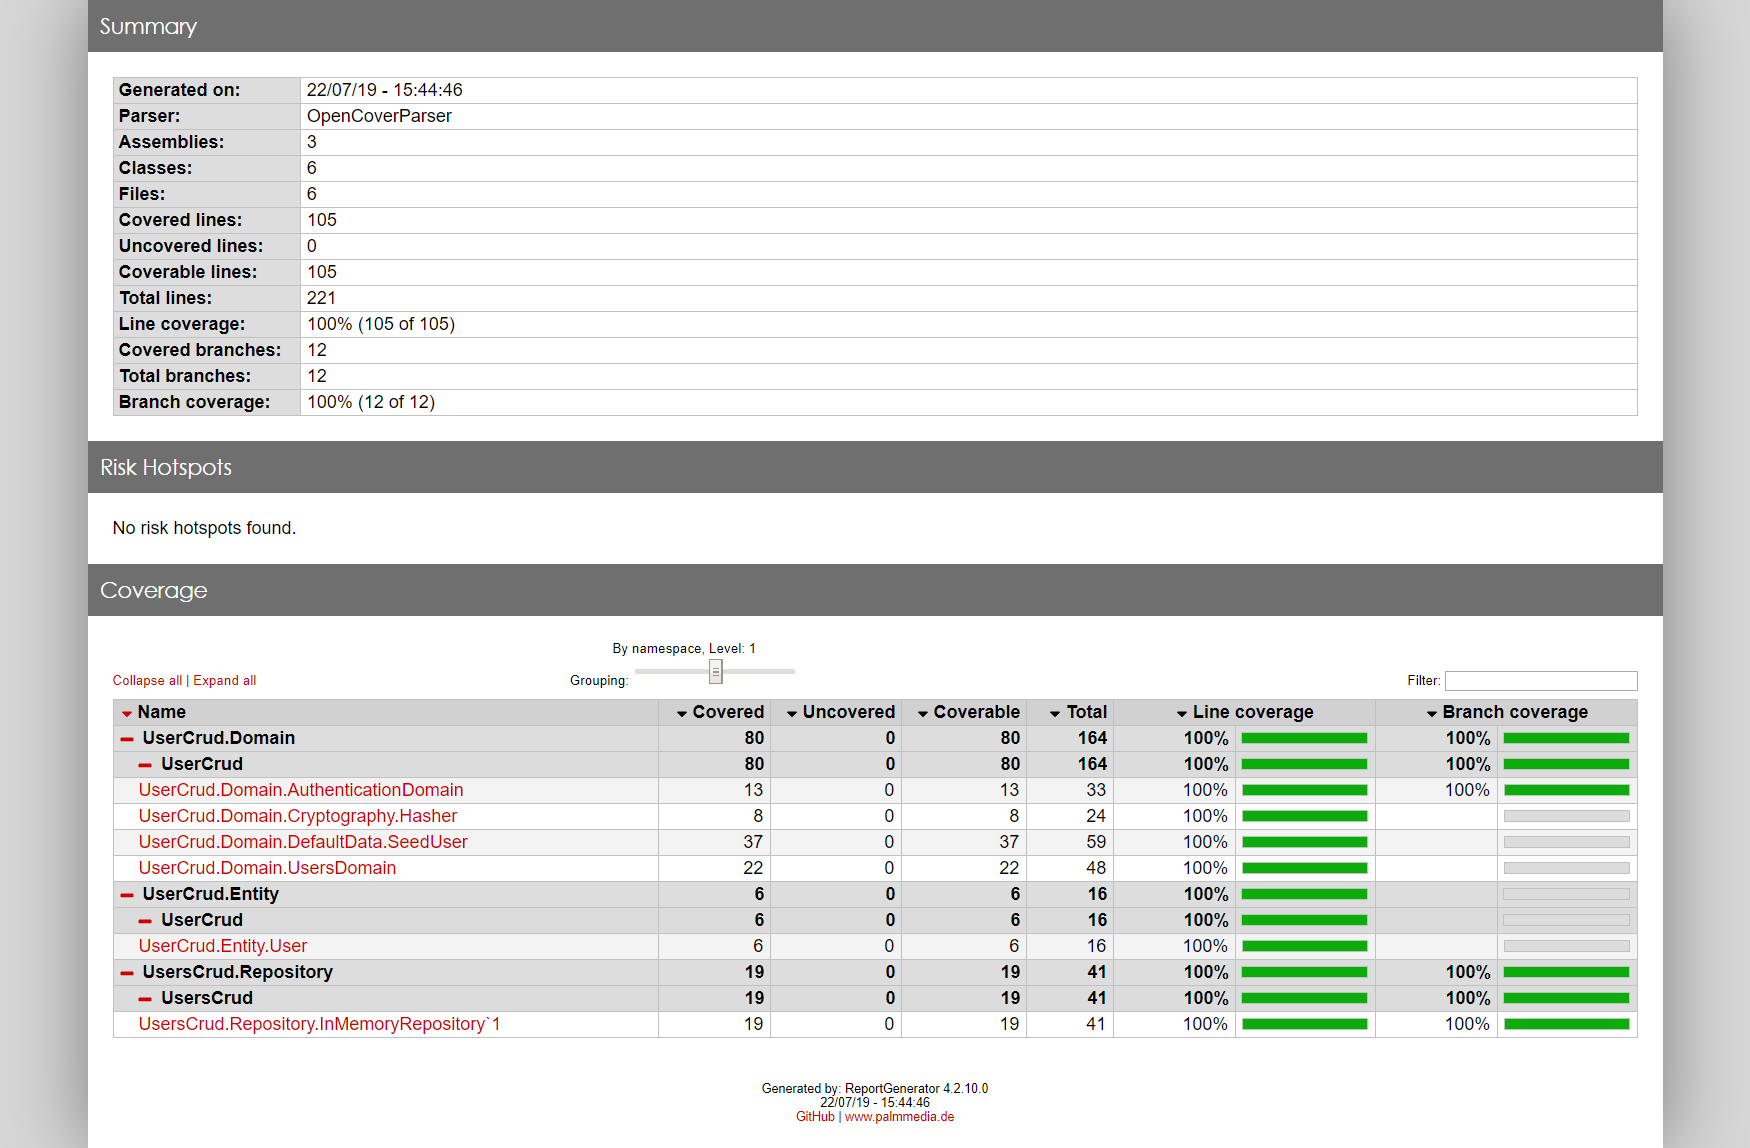 Summary
Generated on: 22/07/19 - 15:44:46
Parser: OpenCoverParser
Assemblies: 3
Classes: 6
Files: 6
Covered lines: 105
Uncovered lines: 0
Coverable lines: 105
Total lines: 221
Line coverage: 100% (105 of 105)
Covered branches: 12
Total branches: 12
Branch coverage: 100% (12 of 12)
Risk Hotspots
No risk hotspots found.
Coverage
By namespace, Level: 1
Collapse all | Expand all Grouping: Filter:
Name Covered Uncovered Coverable Total Line coverage Branch coverage
UserCrud.Domain 80 0 80 164 100% 100%
UserCrud 80 0 80 164 100% 100%
UserCrud.Domain.AuthenticationDomain 13 0 13 33 100% 100%
UserCrud.Domain.Cryptography.Hasher 8 0 8 24 100%
UserCrud.Domain.DefaultData.SeedUser 37 0 37 59 100%
UserCrud.Domain.UsersDomain 22 0 22 48 100%
UserCrud.Entity 6 0 6 16 100%
UserCrud 6 0 6 16 100%
UserCrud.Entity.User 6 0 6 16 100%
UsersCrud.Repository 19 0 19 41 100% 100%
UsersCrud 19 0 19 41 100% 100%
UsersCrud.Repository.InMemoryRepository`1 19 0 19 41 100% 100%
Generated by: ReportGenerator 4.2.10.0
22/07/19 - 15:44:46
GitHub | www.palmmedia.de